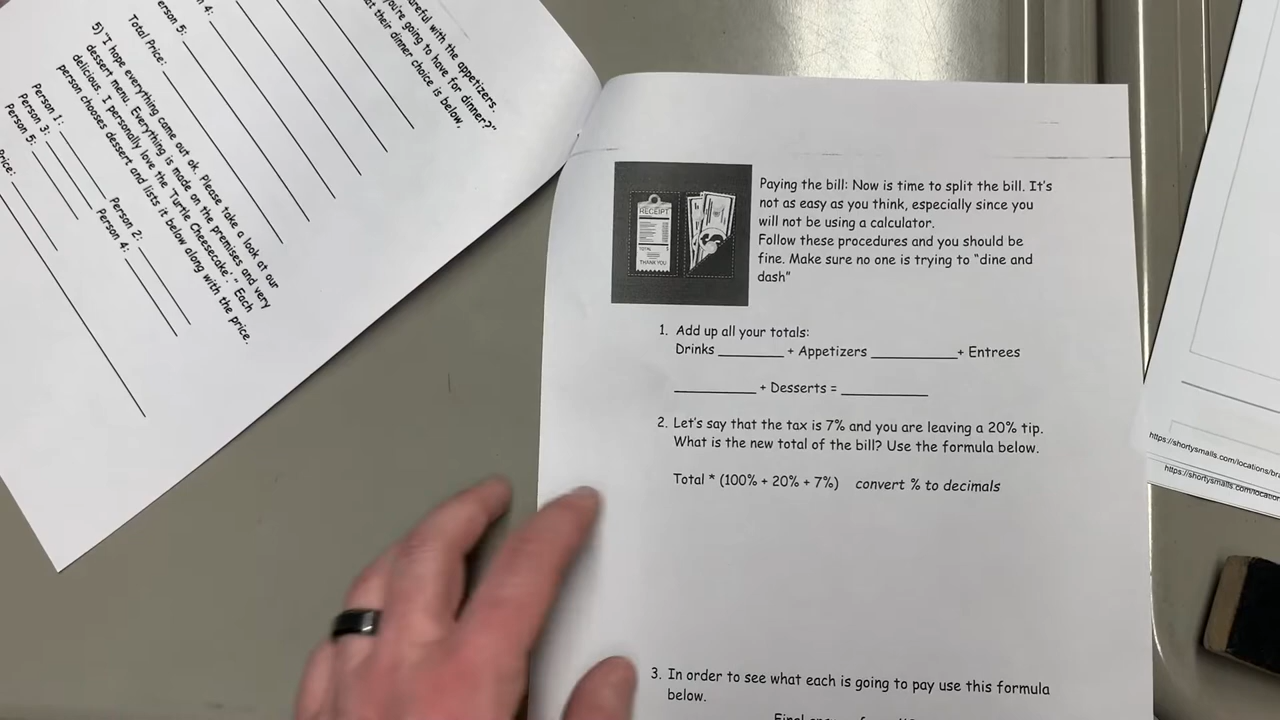 areful with the appetizers.
you're going to have for dinner?"
at their dinner choice is below,
n 4:
erson 5:
Total Price:
5) "I hope everything came out ok. Please take a look at our
dessert menu. Everything is made on the premises and very
delicious. I personally love the Turtle Cheesecake". Each
person chooses dessert and lists it below along with the price.
Person 1: Person 2:
Person 3: Person 4:
Person 5:
Price:
RECEIPT
TOTAL
THANK YOU
Paying the bill: Now is time to split the bill. It's
not as easy as you think, especially since you
will not be using a calculator.
Follow these procedures and you should be
fine. Make sure no one is trying to "dine and
dash"
1. Add up all your totals:
Drinks ________ + Appetizers __________+ Entrees
__________ + Desserts = __________
2. Let's say that the tax is 7% and you are leaving a 20% tip.
What is the new total of the bill? Use the formula below.
Total * (100% + 20% + 7%) convert % to decimals
3. In order to see what each is going to pay use this formula
below.
https://shortysmalls.com/locations/br
https://shortysmalls.com/location